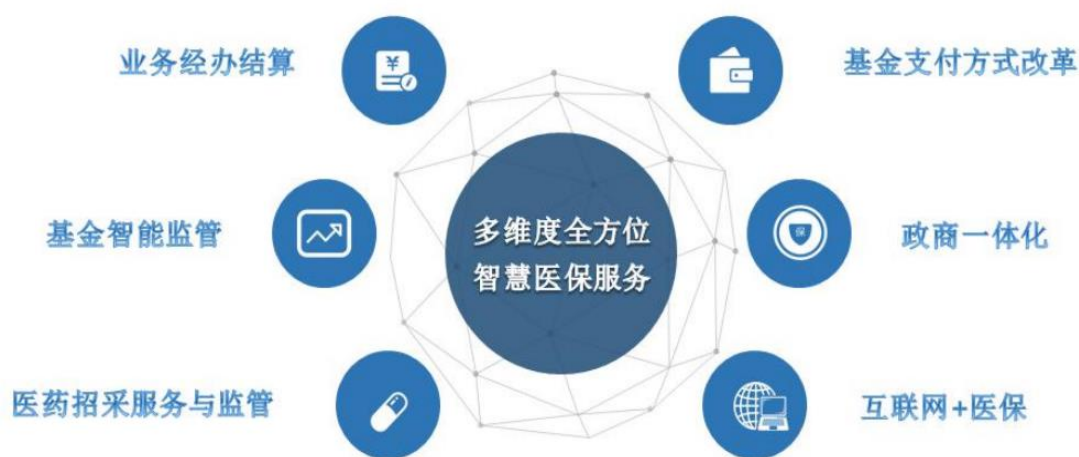 业务经办结算
基金支付方式改革
多维度全方位
智慧医保服务
基金智能监管
保
政商一体化
医药招采服务与监管
互联网+医保
¥